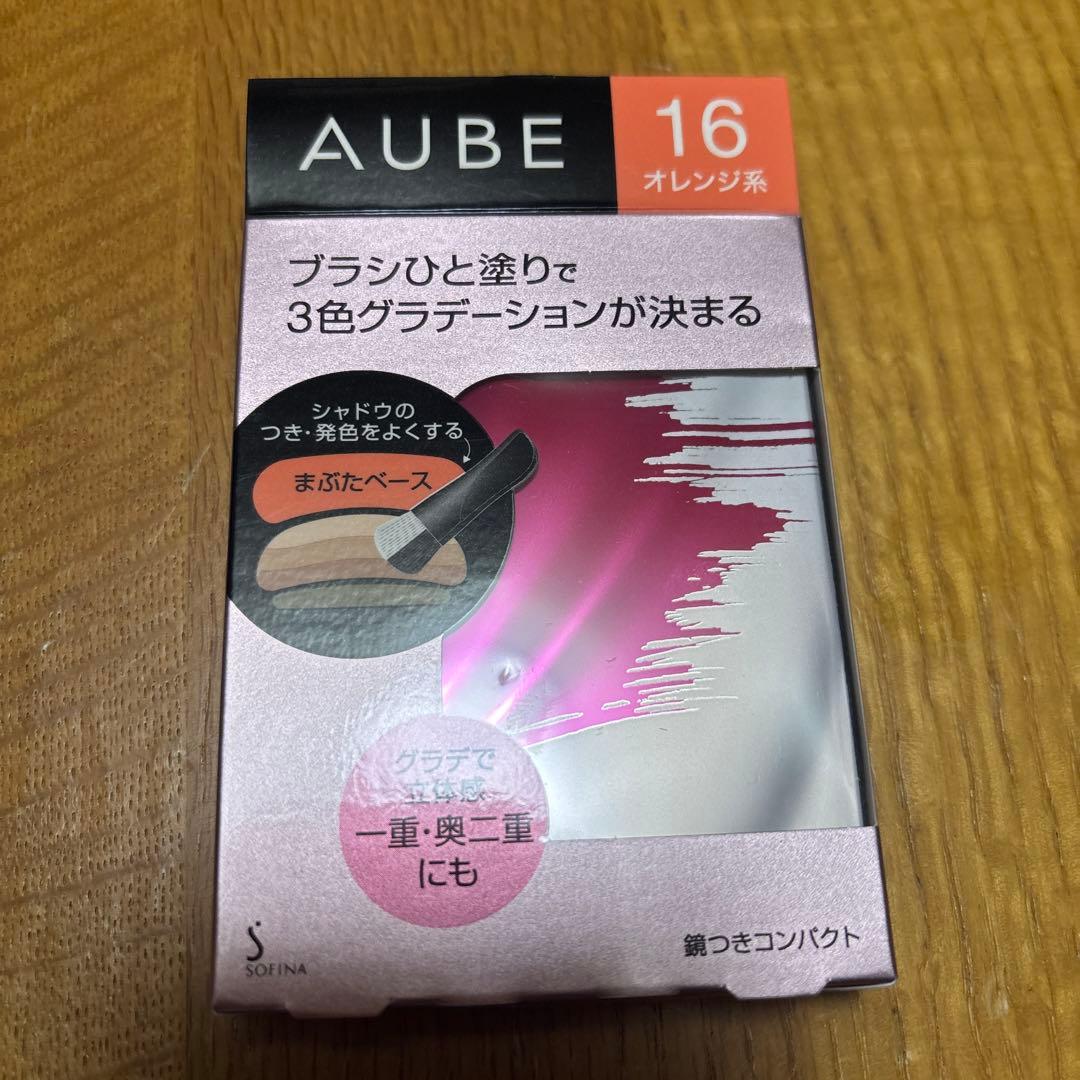 AUBE
16
オレンジ系
ブラシひと塗りで
3色グラデーションが決まる
シャドウの
つき・発色をよくする
まぶたベース
グラデで
立体感
一重・奥二重
にも
SOFINA
鏡つきコンパクト